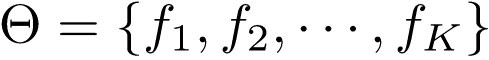 Θ = {f₁, f₂, · · · , f_K}